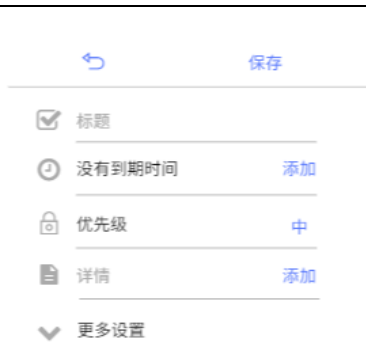 保存
标题
没有到期时间 添加
优先级 中
详情 添加
更多设置